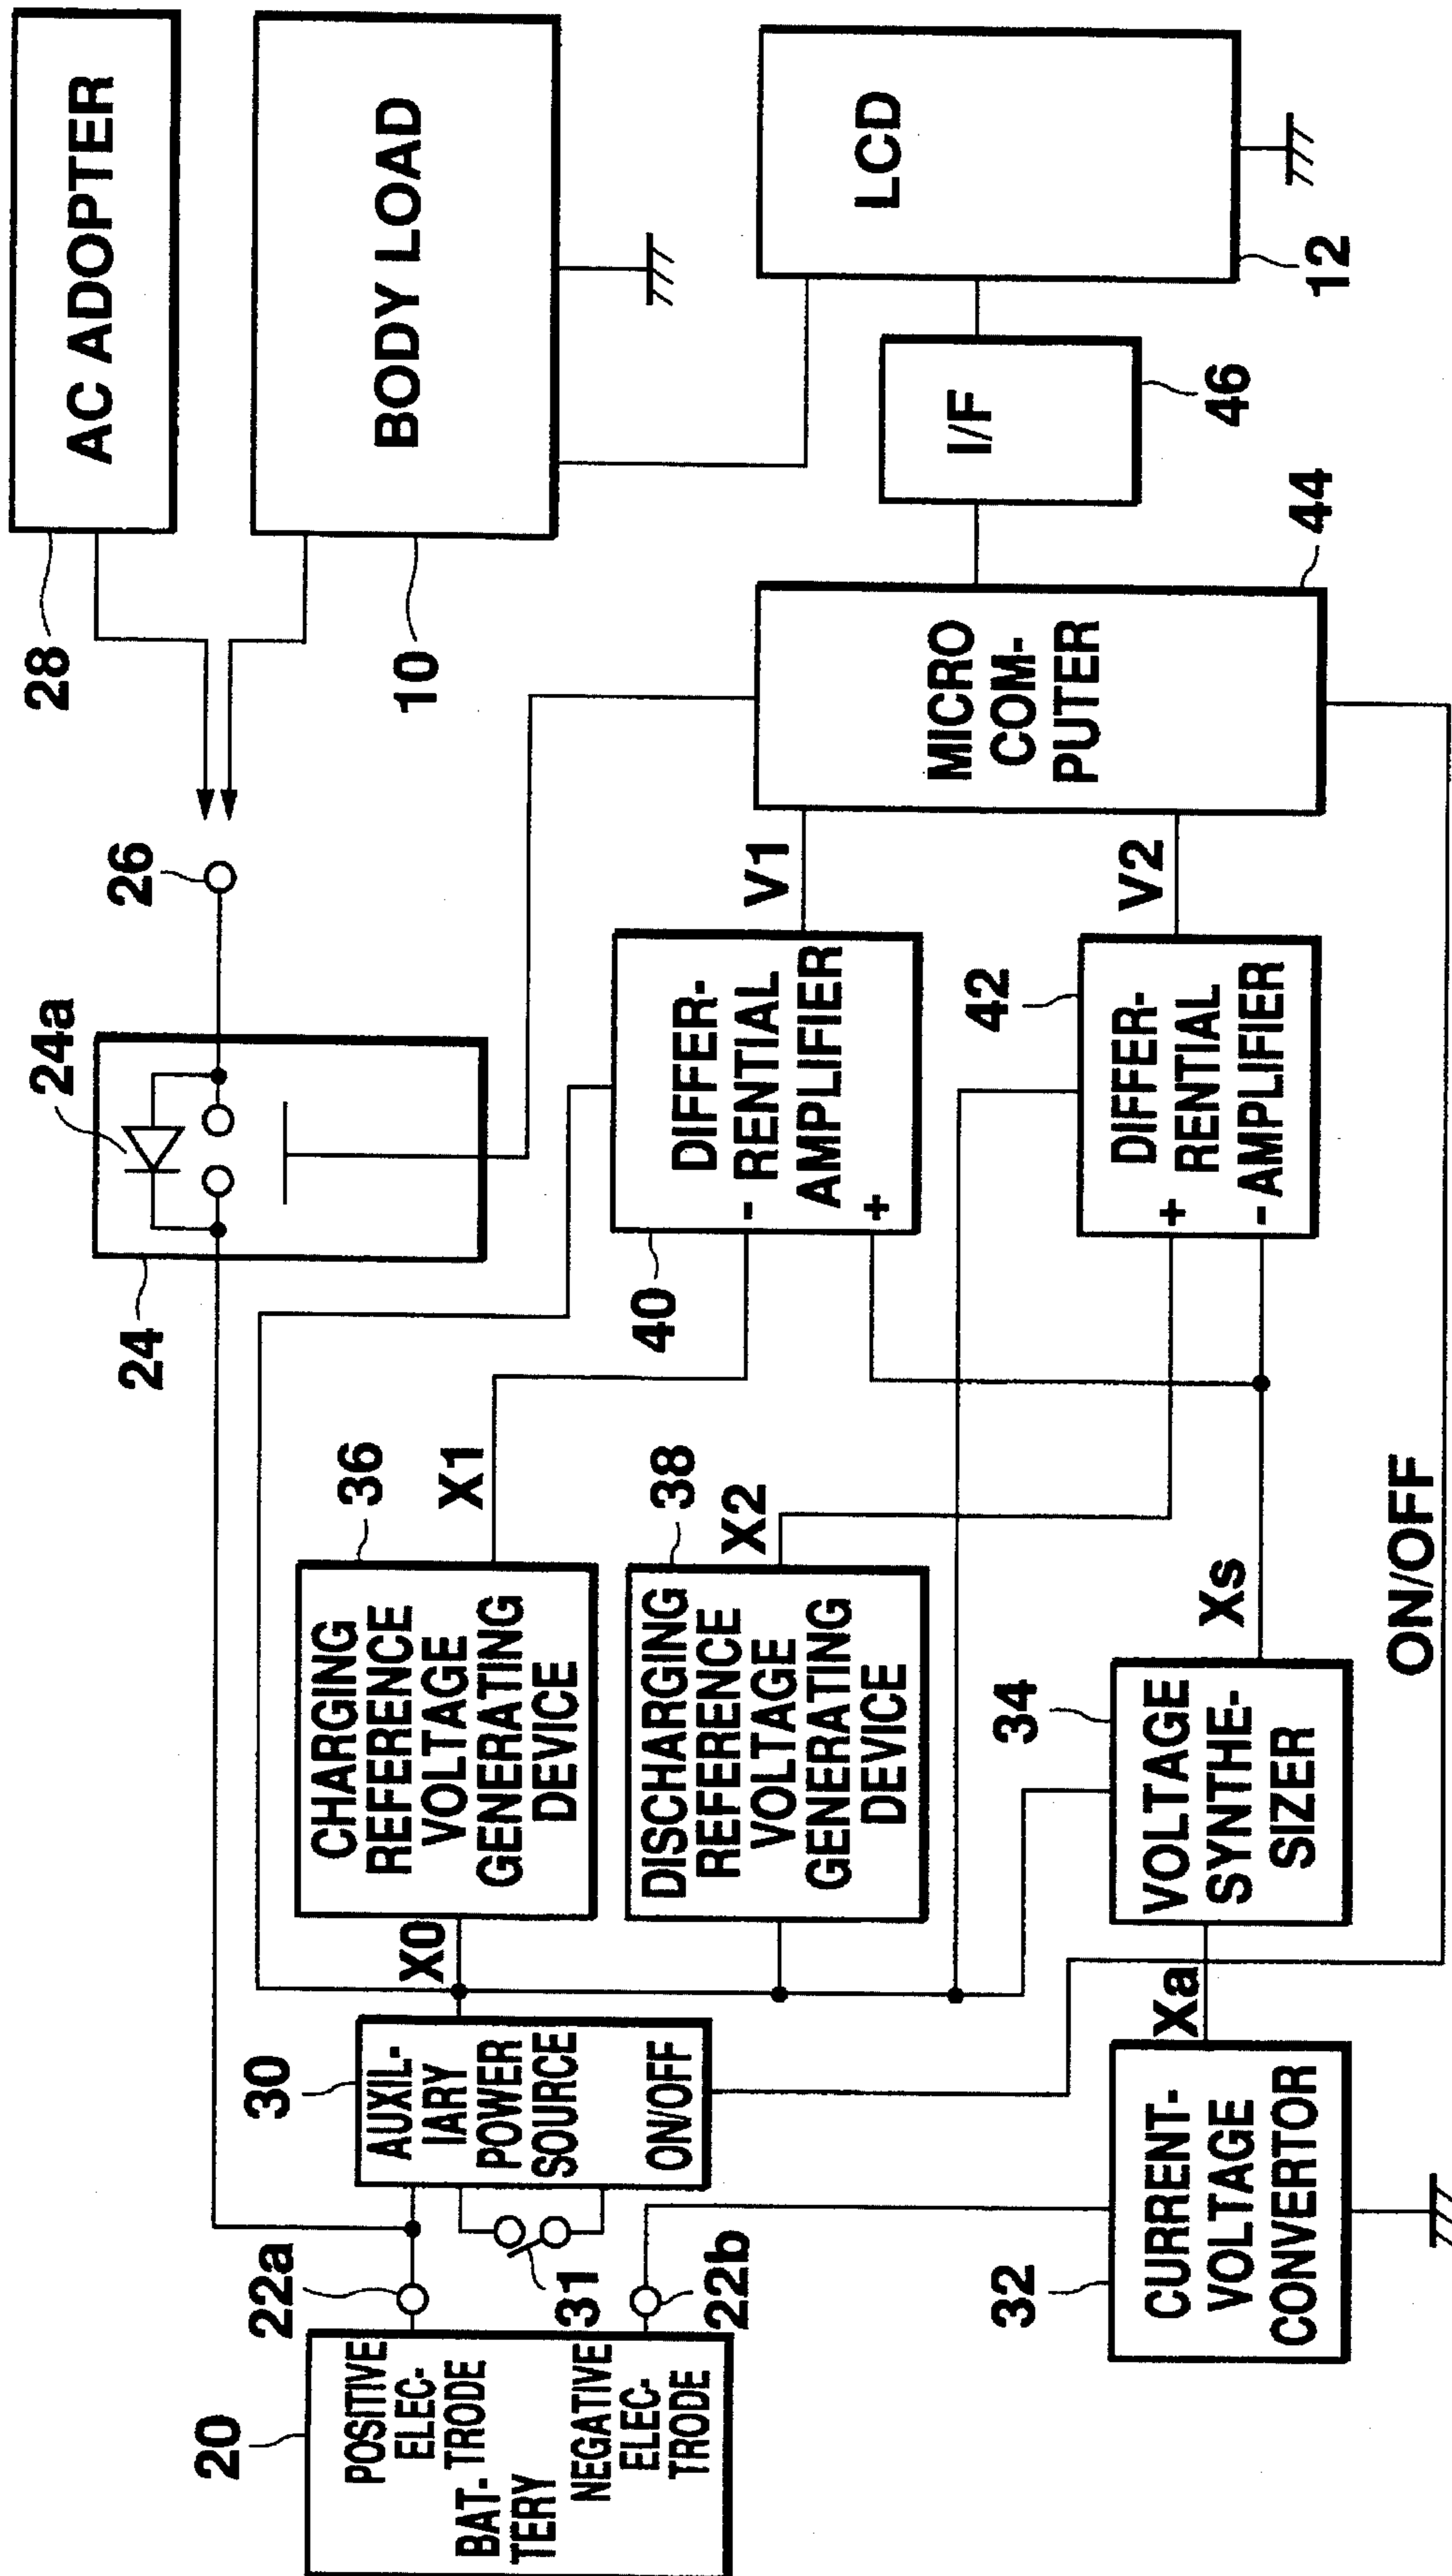 AC ADOPTER
28
BODY LOAD
10
LCD
12
I/F
46
MICRO
COM-
PUTER
44
26
24a
24
V1
V2
DIFFER-
- RENTIAL
AMPLIFIER
+
40
42
DIFFER-
+ RENTIAL
- AMPLIFIER
36
X1
CHARGING
REFERENCE
VOLTAGE
GENERATING
DEVICE
X0
38
X2
DISCHARGING
REFERENCE
VOLTAGE
GENERATING
DEVICE
34
Xs
VOLTAGE
SYNTHE-
SIZER
ON/OFF
30
AUXIL-
IARY
POWER
SOURCE
ON/OFF
Xa
32
CURRENT-
VOLTAGE
CONVERTOR
22a
31
22b
20
POSITIVE
ELEC-
TRODE
BAT-
TERY
NEGATIVE
ELEC-
TRODE